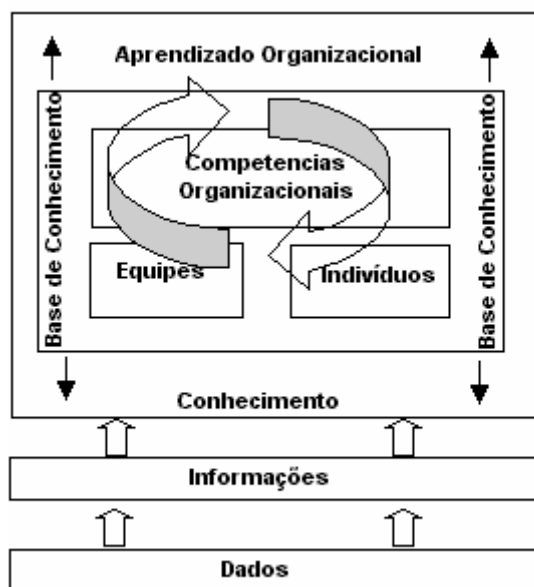 Aprendizado Organizacional
Base de Conhecimento
Competencias
Organizacionais
Equipes
Indivíduos
Base de Conhecimento
Conhecimento
Informações
Dados